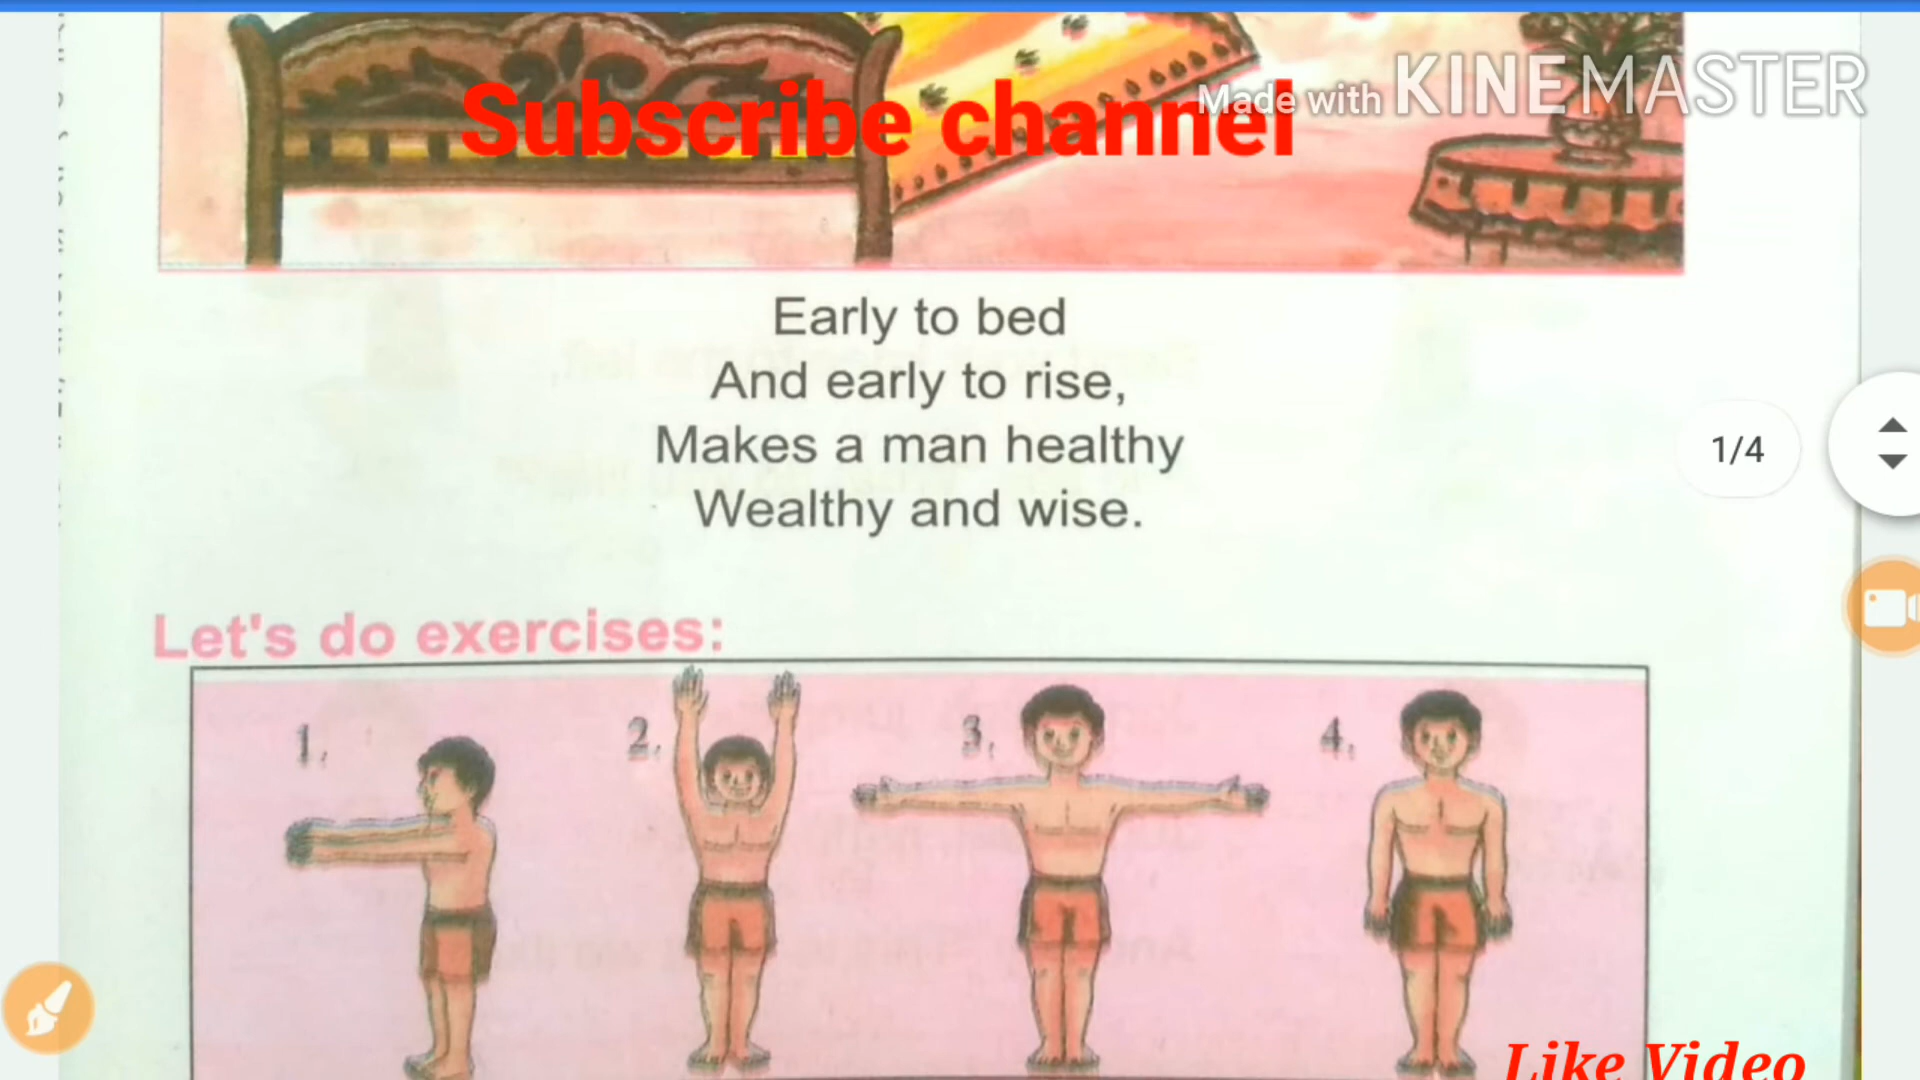 Subscribe channel
Made with KINEMASTER
Early to bed
And early to rise,
Makes a man healthy
Wealthy and wise.
1/4
Let's do exercises:
1.
2.
3.
4.
Like Video